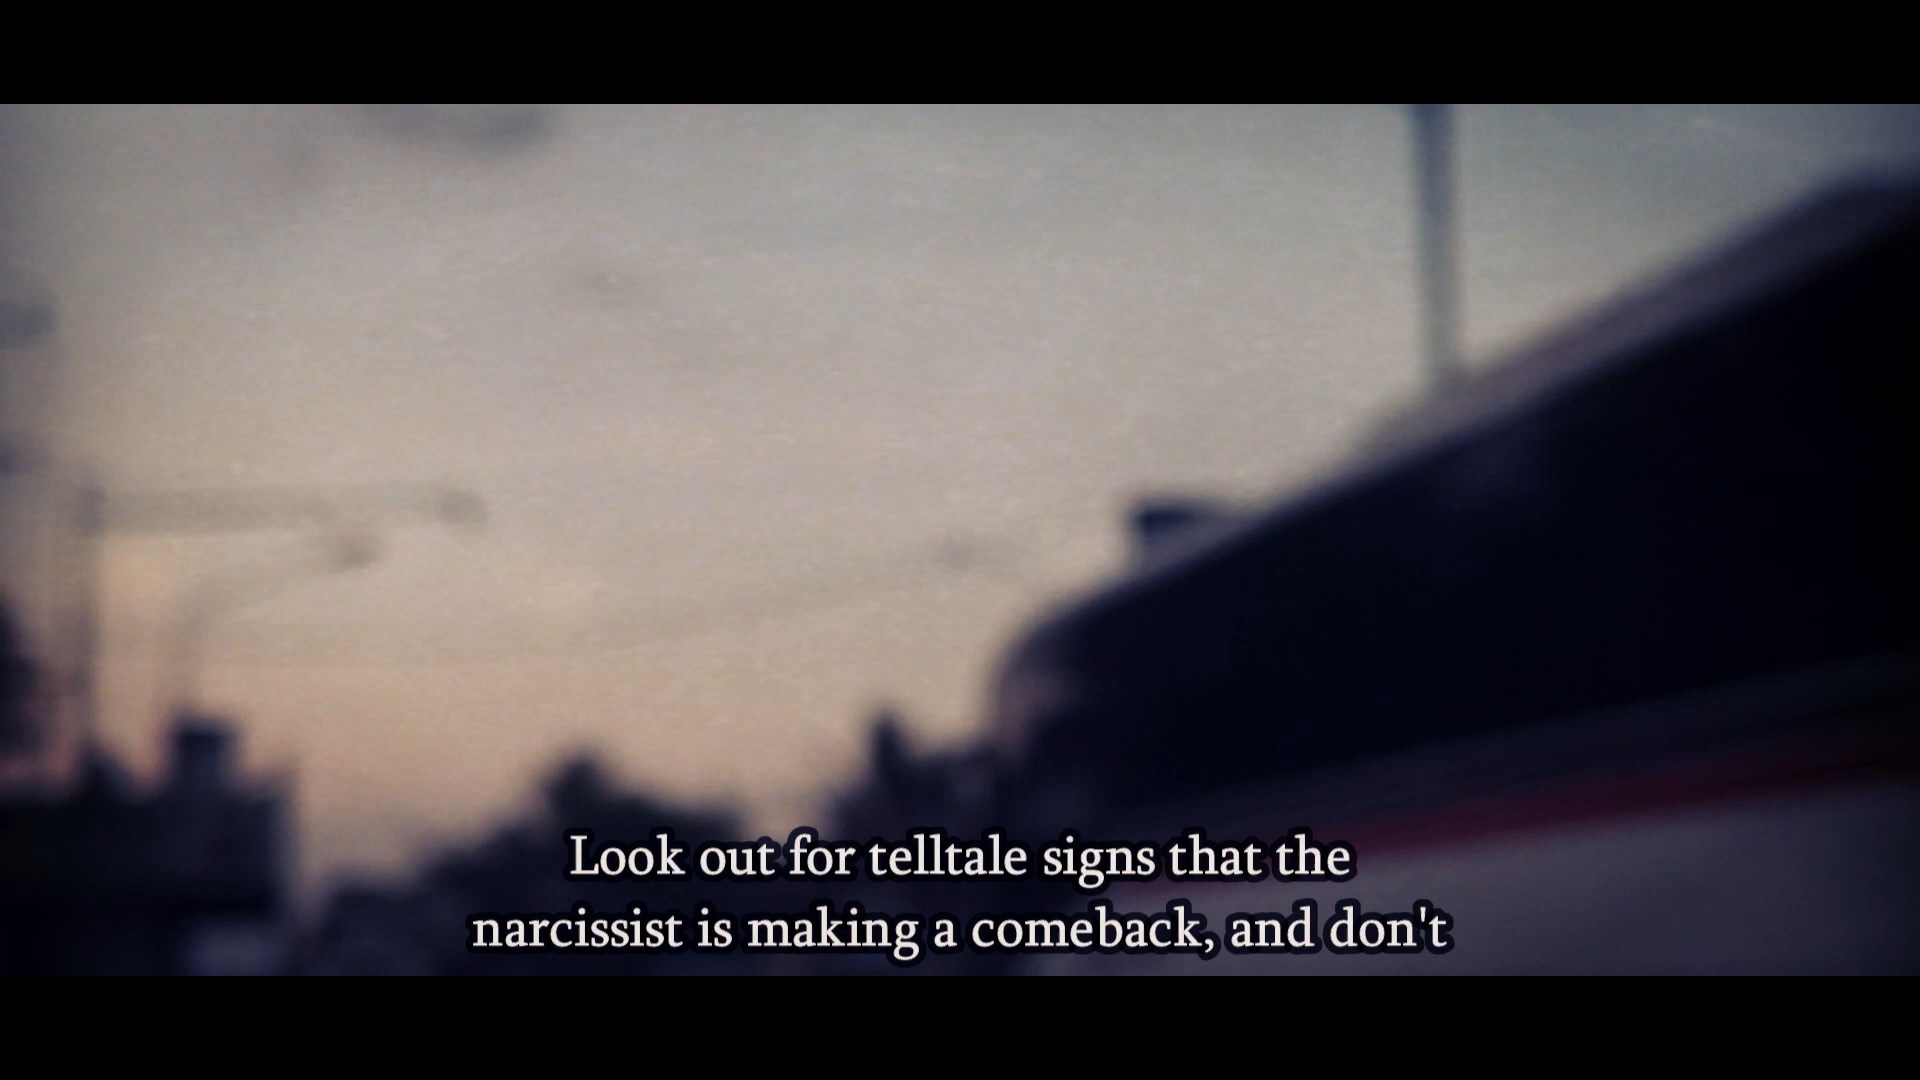 Look out for telltale signs that the
narcissist is making a comeback, and don't